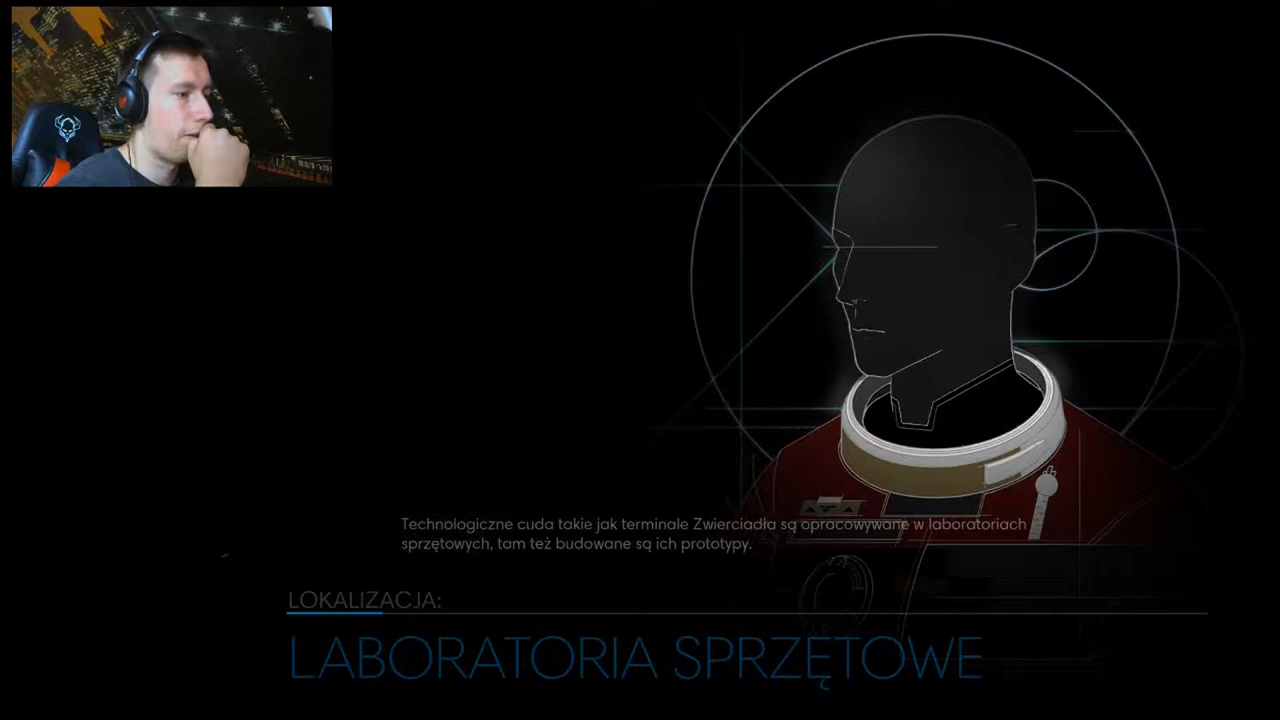 Technologiczne cuda takie jak terminale Zwierciadła są opracowywane w laboratoriach
sprzętowych, tam też budowane są ich prototypy.
LOKALIZACJA:
LABORATORIA SPRZĘTOWE